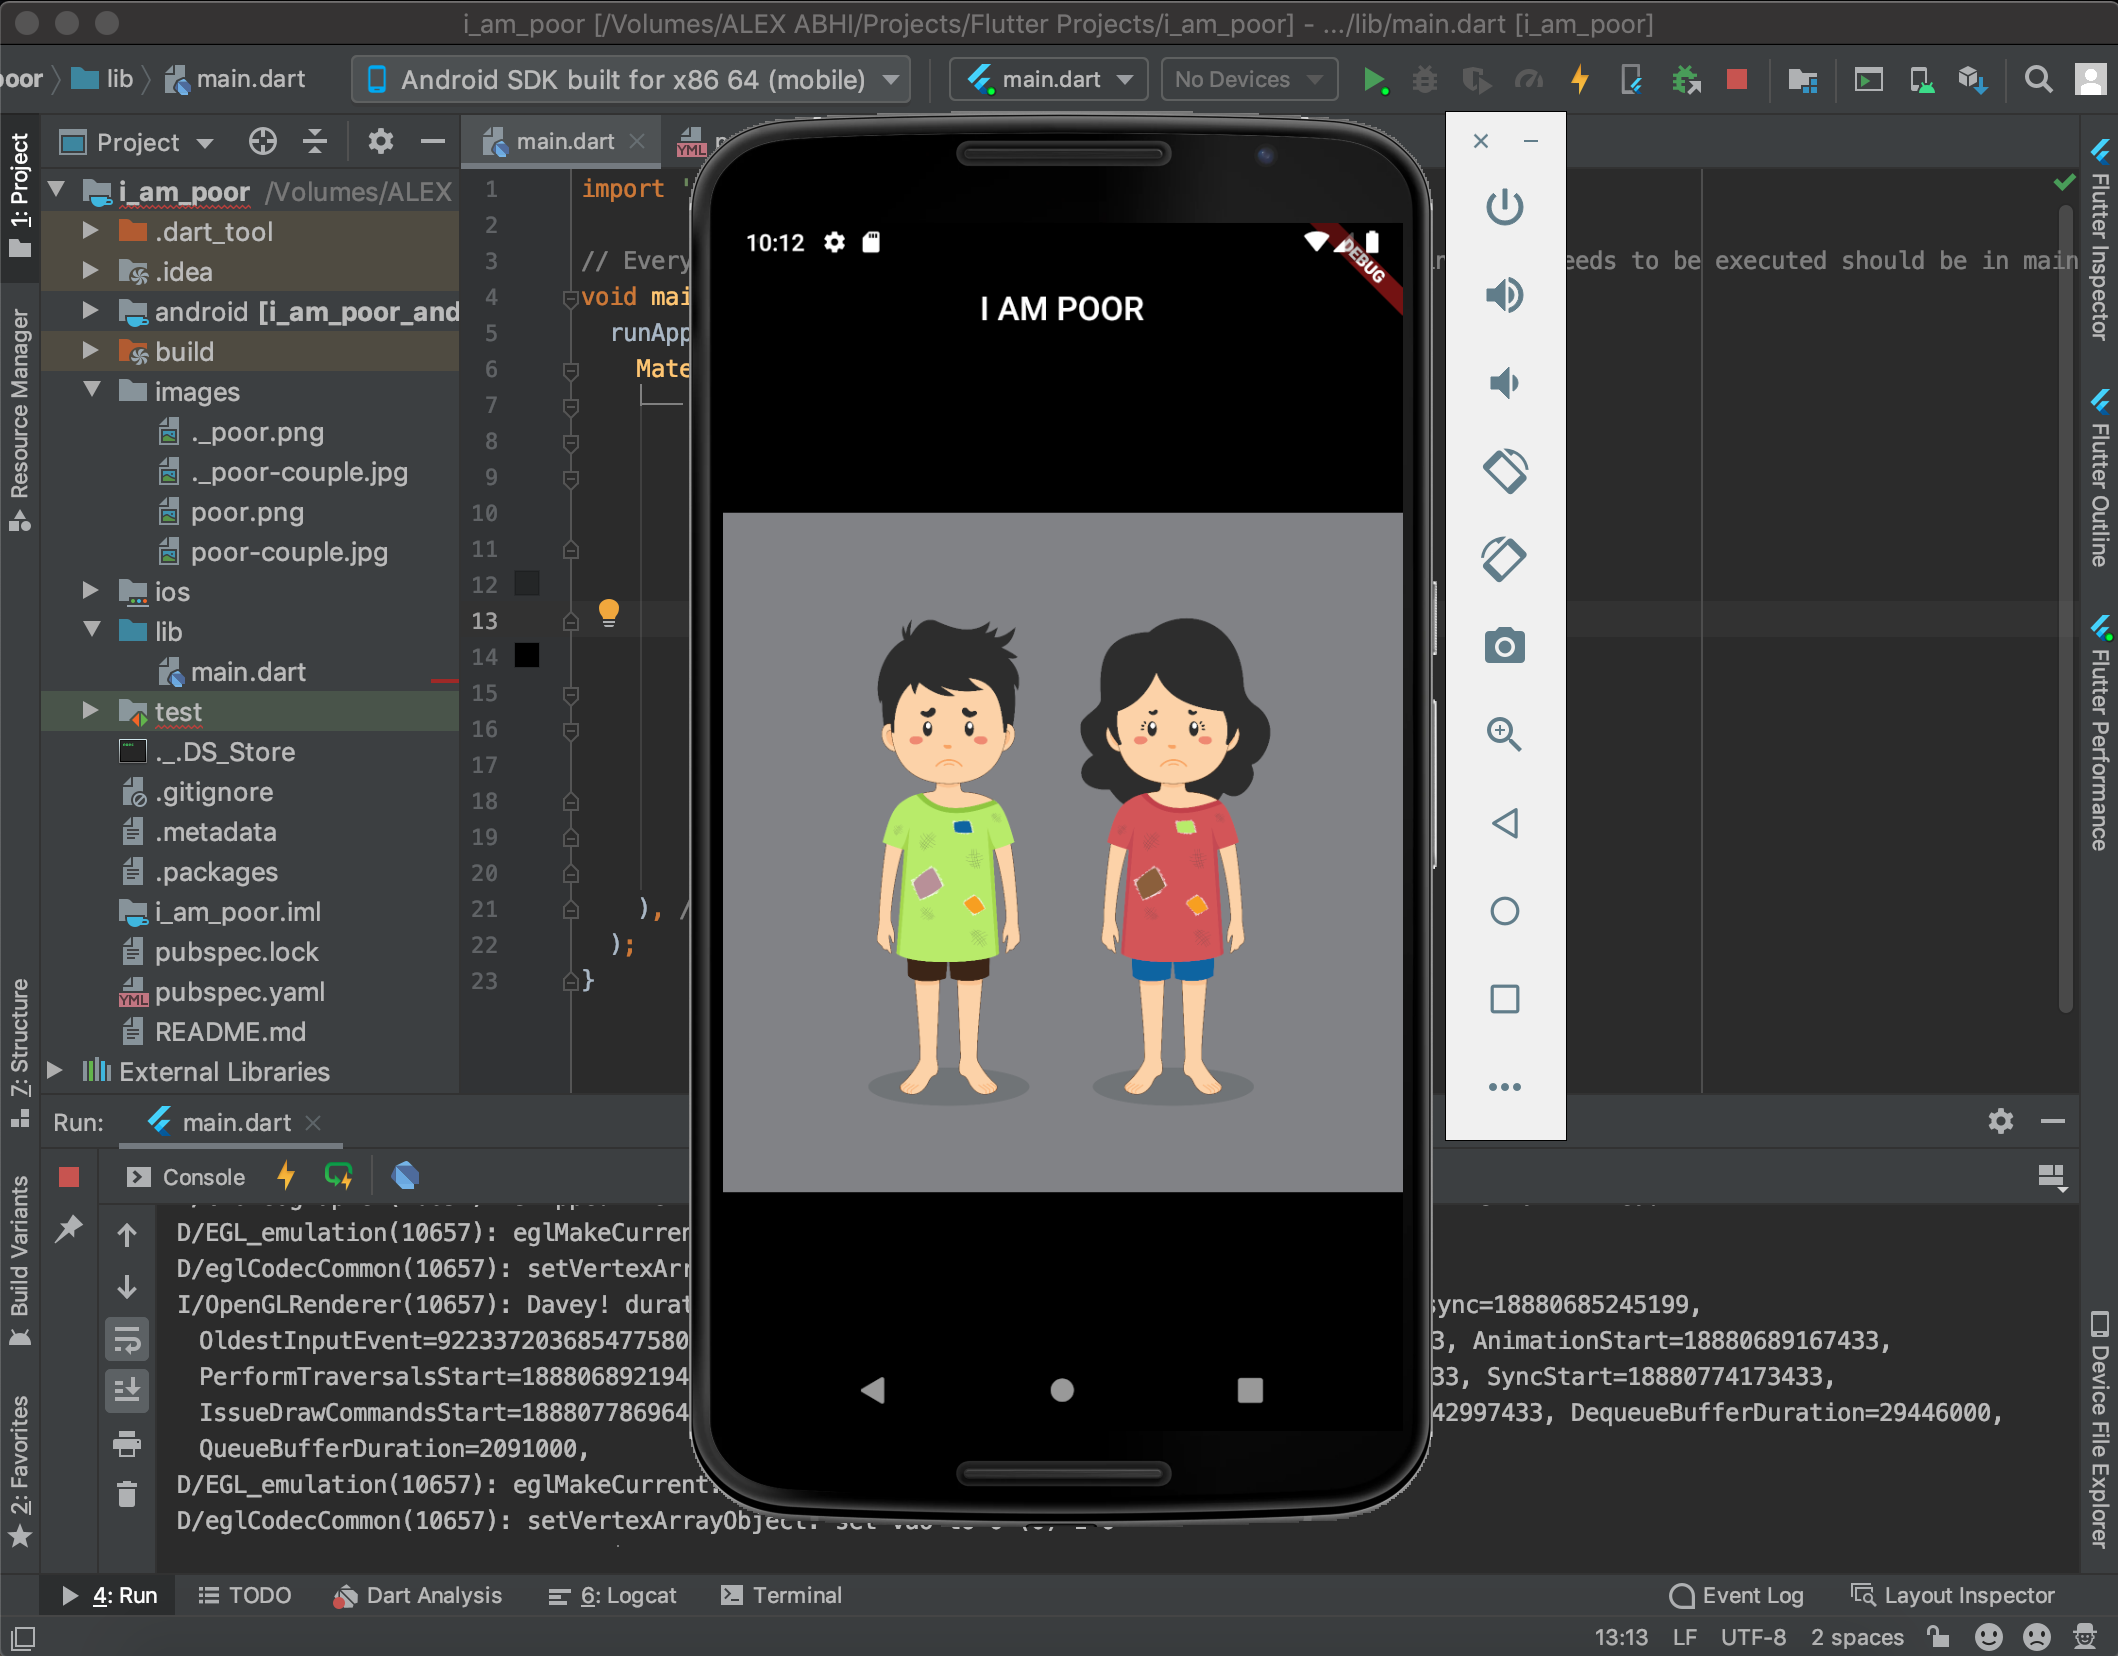 i_am_poor [/Volumes/ALEX ABHI/Projects/Flutter Projects/i_am_poor] - .../lib/main.dart [i_am_poor]
oor lib main.dart Android SDK built for x86 64 (mobile) main.dart No Devices
1: Project
Resource Manager
7: Structure
Build Variants
2: Favorites
Project
i_am_poor /Volumes/ALEX
.dart_tool
.idea
android [i_am_poor_and
build
images
._poor.png
._poor-couple.jpg
poor.png
poor-couple.jpg
ios
lib
main.dart
test
._.DS_Store
.gitignore
.metadata
.packages
i_am_poor.iml
pubspec.lock
pubspec.yaml
README.md
External Libraries
main.dart
YML
1 import '
2
3 // Every eeds to be executed should be in main
4 void mai
5 runApp
6 Mate
7
8
9
10
11
12
13
14
15
16
17
18
19
20
21 ), /
22 );
23 }
10:12
DEBUG
I AM POOR
Flutter Inspector
Flutter Outline
Flutter Performance
Device File Explorer
Run: main.dart
Console
D/EGL_emulation(10657): eglMakeCurren
D/eglCodecCommon(10657): setVertexArr
I/OpenGLRenderer(10657): Davey! durat sync=18880685245199,
OldestInputEvent=922337203685477580 3, AnimationStart=18880689167433,
PerformTraversalsStart=188806892194 33, SyncStart=18880774173433,
IssueDrawCommandsStart=188807786964 42997433, DequeueBufferDuration=29446000,
QueueBufferDuration=2091000,
D/EGL_emulation(10657): eglMakeCurrent:
D/eglCodecCommon(10657): setVertexArrayObject:
4: Run TODO Dart Analysis 6: Logcat Terminal Event Log Layout Inspector
13:13 LF UTF-8 2 spaces